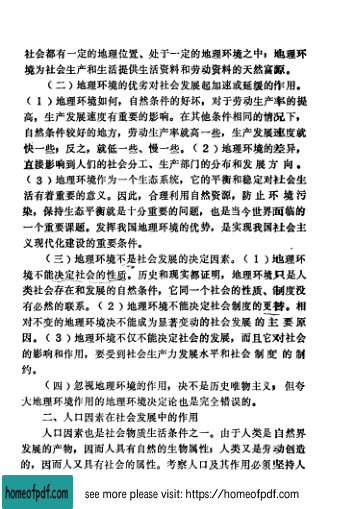 社会都有一定的地理位置、处于一定的地理环境之中；地理环
境为社会生产和生活提供生活资料和劳动资料的天然富源。
（二）地理环境的优劣对社会发展起加速或延缓的作用。
（1）地理环境如何，自然条件的好坏，对于劳动生产率的提
高，生产发展速度有重要的影响。在其他条件相同的情况下，
自然条件较好的地方，劳动生产率就高一些，生产发展速度就
快一些；反之，就低一些、慢一些。（2）地理环境的差异，
直接影响到人们的社会分工、生产部门的分布和发展方向。
（3）地理环境作为一个生态系统，它的平衡和稳定对社会生
活有着重要的意义。因此，合理利用自然资源，防止环境污
染，保持生态平衡就是十分重要的问题，也是当今世界面临的
一个重要课题。发挥我国地理环境的优势，是实现我国社会主
义现代化建设的重要条件。
（三）地理环境不是社会发展的决定因素。（1）地理环
境不能决定社会的性质。历史和现实都证明，地理环境只是人
类社会存在和发展的自然条件，它同一个社会的性质、制度没
有必然的联系。（2）地理环境不能决定社会制度的更替。相
对不变的地理环境决不能成为显著变动的社会发展的主要原
因。（3）地理环境不仅不能决定社会的发展，而且它对社会
的影响和作用，要受到社会生产力发展水平和社会制度的制
约。
（四）忽视地理环境的作用，决不是历史唯物主义；但夸
大地理环境作用的地理环境决定论也是完全错误的。
二、人口因素在社会发展中的作用
人口因素也是社会物质生活条件之一。由于人类是自然界
发展的产物，因而人具有自然的生物属性；人类又是劳动创造
的，因而人又具有社会的属性。考察人口及其作用必须坚持人
homeofpdf.com
see more please visit: https://homeofpdf.com